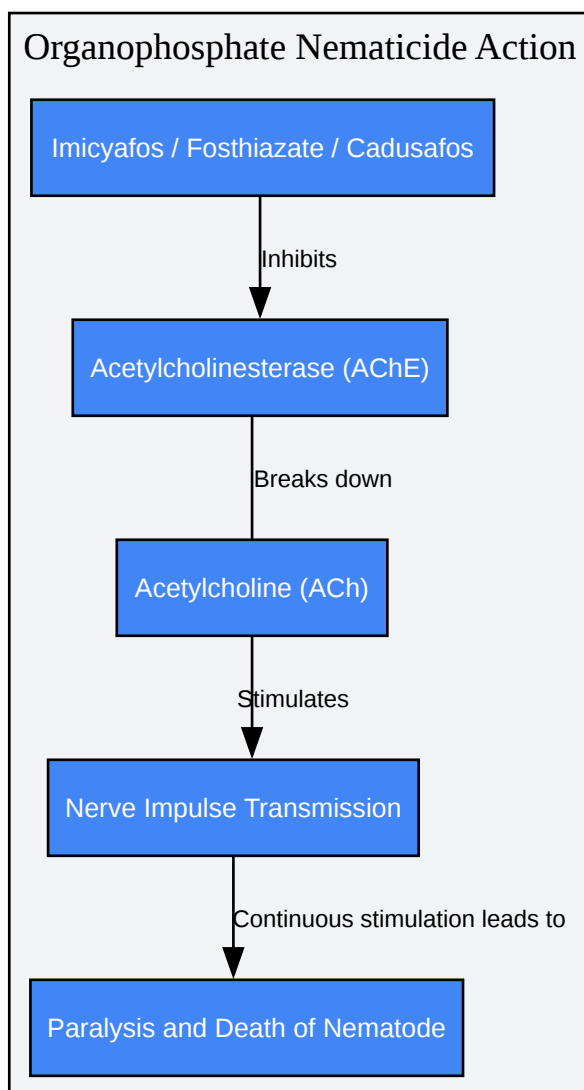 Organophosphate Nematicide Action
Imicyafos / Fosthiazate / Cadusafos
Inhibits
Acetylcholinesterase (AChE)
Breaks down
Acetylcholine (ACh)
Stimulates
Nerve Impulse Transmission
Continuous stimulation leads to
Paralysis and Death of Nematode